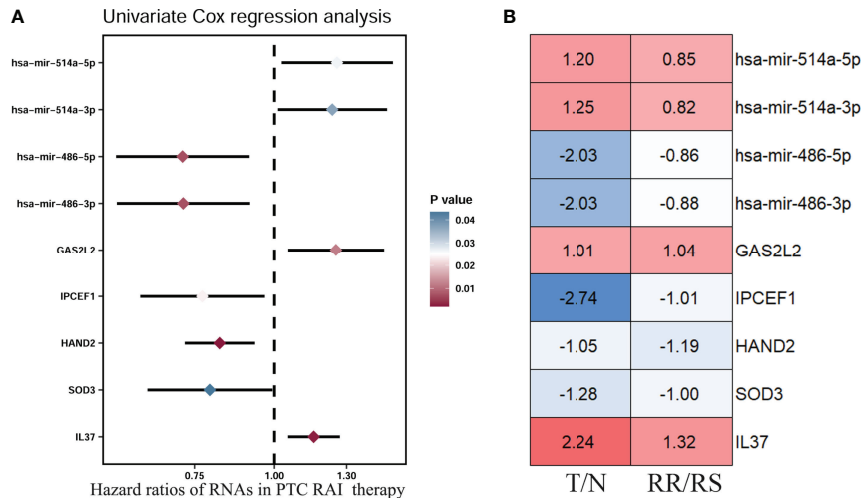 A
Univariate Cox regression analysis
hsa-mir-514a-5p
hsa-mir-514a-3p
hsa-mir-486-5p
hsa-mir-486-3p
GAS2L2
IPCEF1
HAND2
SOD3
IL37
0.75 1.00 1.30
Hazard ratios of RNAs in PTC RAI therapy
P value
0.04
0.03
0.02
0.01
B
1.20 0.85 hsa-mir-514a-5p
1.25 0.82 hsa-mir-514a-3p
-2.03 -0.86 hsa-mir-486-5p
-2.03 -0.88 hsa-mir-486-3p
1.01 1.04 GAS2L2
-2.74 -1.01 IPCEF1
-1.05 -1.19 HAND2
-1.28 -1.00 SOD3
2.24 1.32 IL37
T/N RR/RS